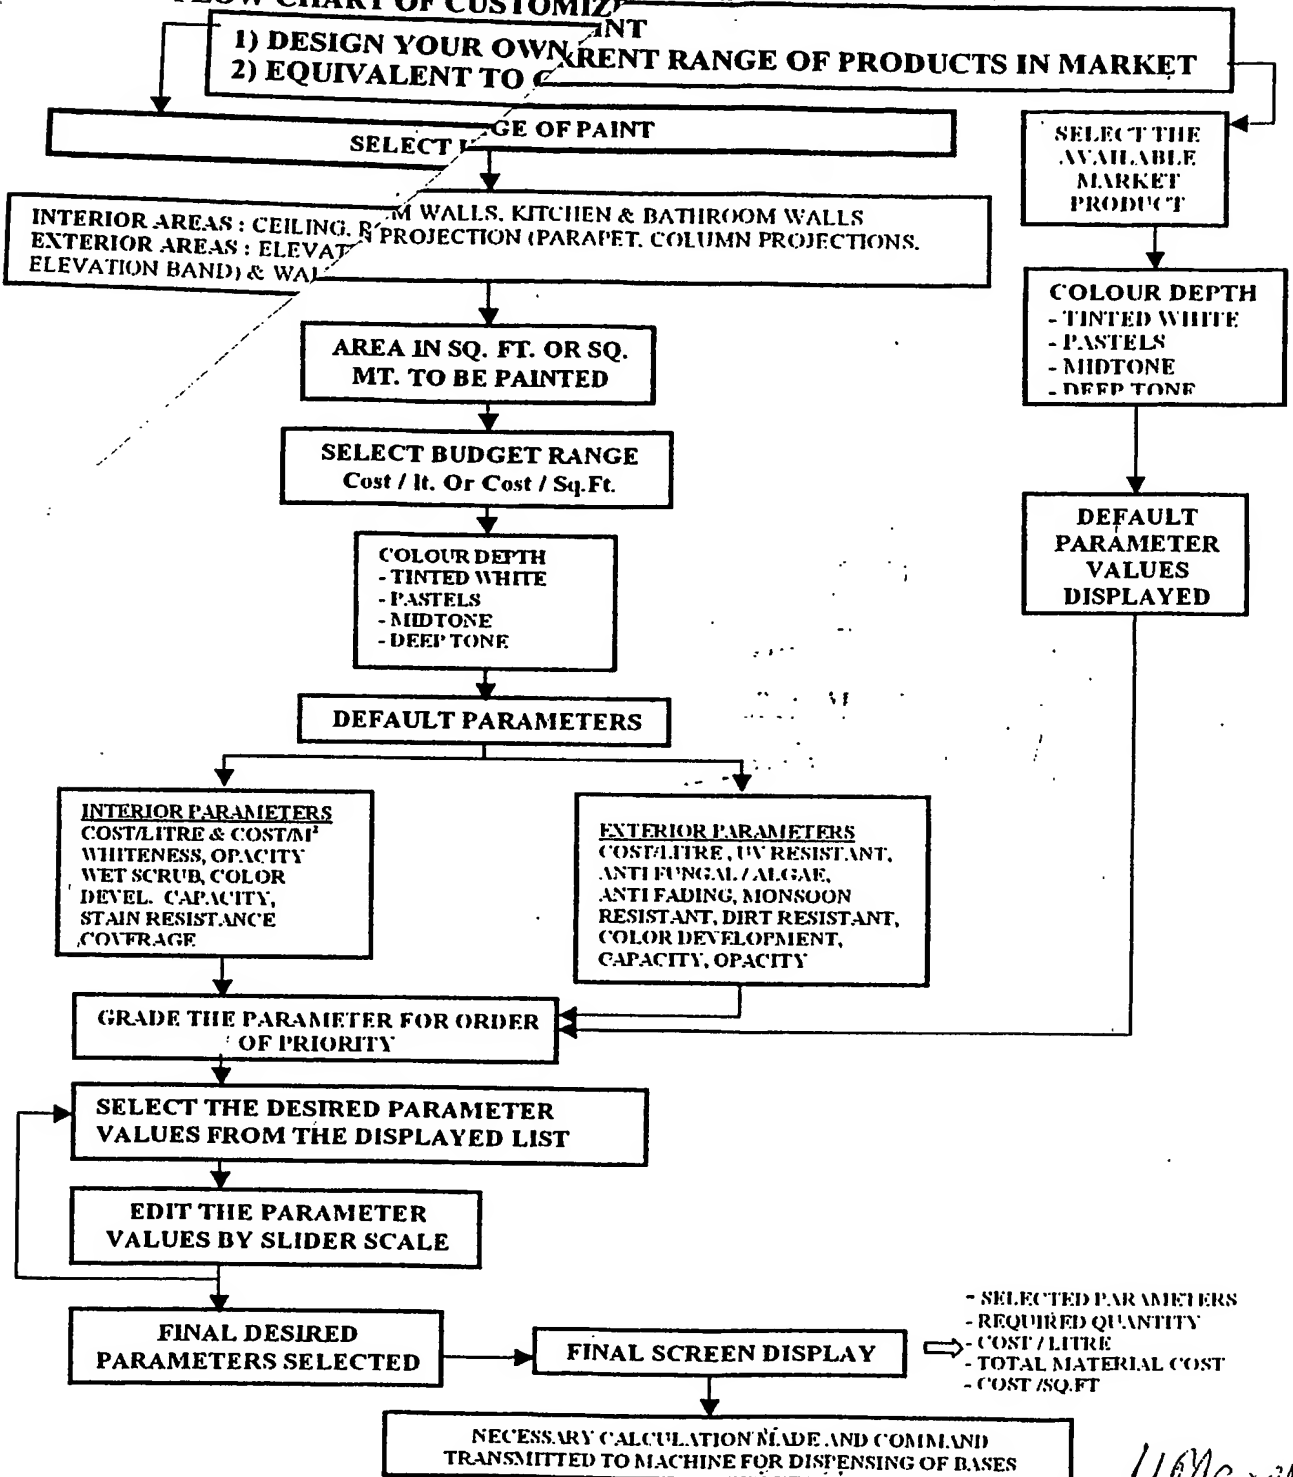 FLOW CHART OF CUSTOMIZ
INT
1) DESIGN YOUR OWN
2) EQUIVALENT TO RRENT RANGE OF PRODUCTS IN MARKET
SELECT GE OF PAINT
INTERIOR AREAS : CEILING, M WALLS, KITCHEN & BATHROOM WALLS
EXTERIOR AREAS : ELEVAT N PROJECTION (PARAPET, COLUMN PROJECTIONS,
ELEVATION BAND) & WAL
AREA IN SQ. FT. OR SQ.
MT. TO BE PAINTED
SELECT BUDGET RANGE
Cost / lt. Or Cost / Sq.Ft.
COLOUR DEPTH
- TINTED WHITE
- PASTELS
- MIDTONE
- DEEP TONE
DEFAULT PARAMETERS
SELECT THE
AVAILABLE
MARKET
PRODUCT
COLOUR DEPTH
- TINTED WHITE
- PASTELS
- MIDTONE
- DEEP TONE
DEFAULT
PARAMETER
VALUES
DISPLAYED
INTERIOR PARAMETERS
COST/LITRE & COST/M²
WHITENESS, OPACITY
WET SCRUB, COLOR
DEVEL. CAPACITY,
STAIN RESISTANCE
COVERAGE
EXTERIOR PARAMETERS
COST/LITRE, UV RESISTANT,
ANTI FUNGAL / ALGAE,
ANTI FADING, MONSOON
RESISTANT, DIRT RESISTANT,
COLOR DEVELOPMENT,
CAPACITY, OPACITY
GRADE THE PARAMETER FOR ORDER
OF PRIORITY
SELECT THE DESIRED PARAMETER
VALUES FROM THE DISPLAYED LIST
EDIT THE PARAMETER
VALUES BY SLIDER SCALE
FINAL DESIRED
PARAMETERS SELECTED
FINAL SCREEN DISPLAY
- SELECTED PARAMETERS
- REQUIRED QUANTITY
- COST / LITRE
- TOTAL MATERIAL COST
- COST /SQ.FT
NECESSARY CALCULATION MADE AND COMMAND
TRANSMITTED TO MACHINE FOR DISPENSING OF BASES